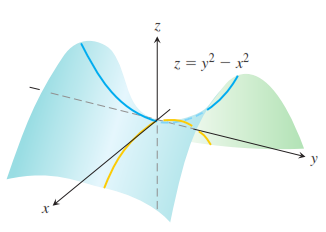 z
z = y² − x²
y
x